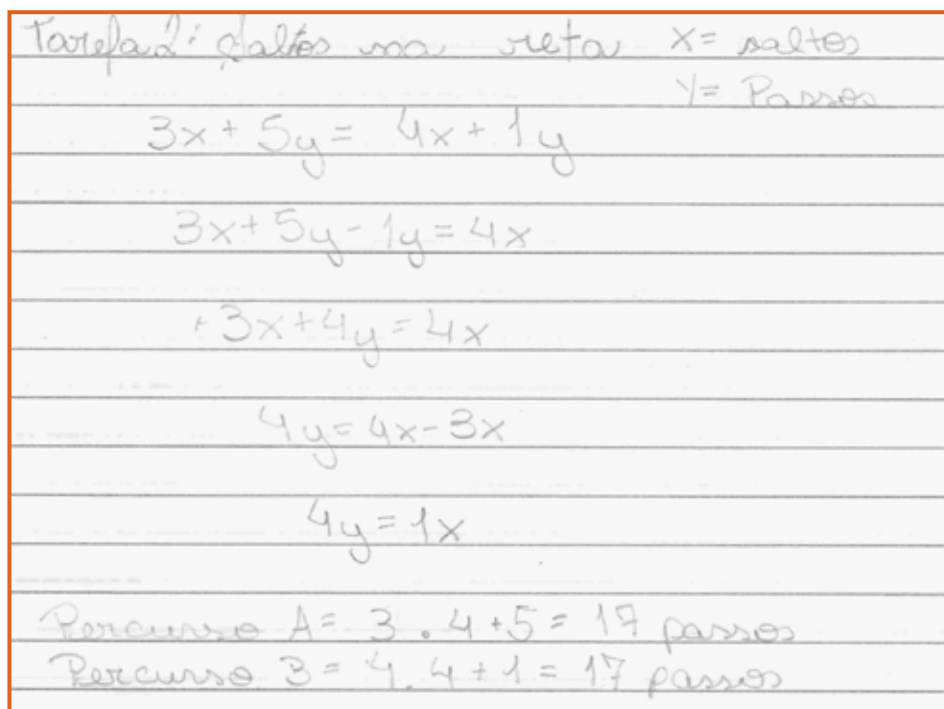 Tarefa 2: Saltos na reta x = saltos
y = Passos
3x + 5y = 4x + 1y
3x + 5y - 1y = 4x
3x + 4y = 4x
4y = 4x - 3x
4y = 1x
Percurso A = 3 . 4 + 5 = 17 passos
Percurso B = 4 . 4 + 1 = 17 passos